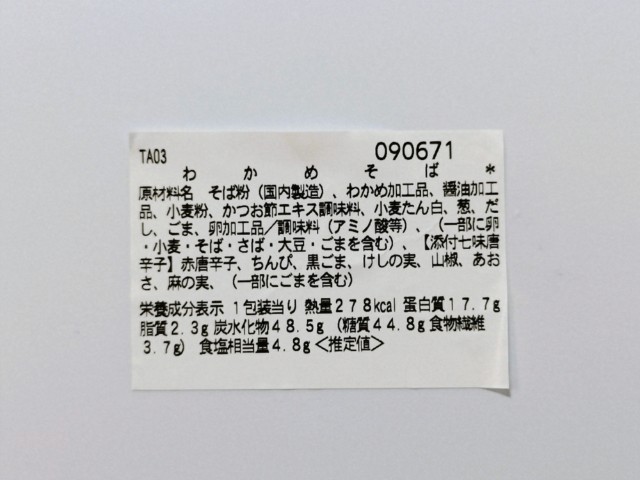 TA03 090671
わかめそば*
原材料名 そば粉(国内製造)、わかめ加工品、醤油加工
品、小麦粉、かつお節エキス調味料、小麦たん白、葱、だ
し、ごま、卵加工品/調味料(アミノ酸等)、(一部に卵
・小麦・そば・さば・大豆・ごまを含む)、【添付七味唐
辛子】赤唐辛子、ちんぴ、黒ごま、けしの実、山椒、あお
さ、麻の実、(一部にごまを含む)
栄養成分表示 1包装当り 熱量278kcal 蛋白質17.7g
脂質2.3g 炭水化物48.5g (糖質44.8g 食物繊維
3.7g) 食塩相当量4.8g<推定値>